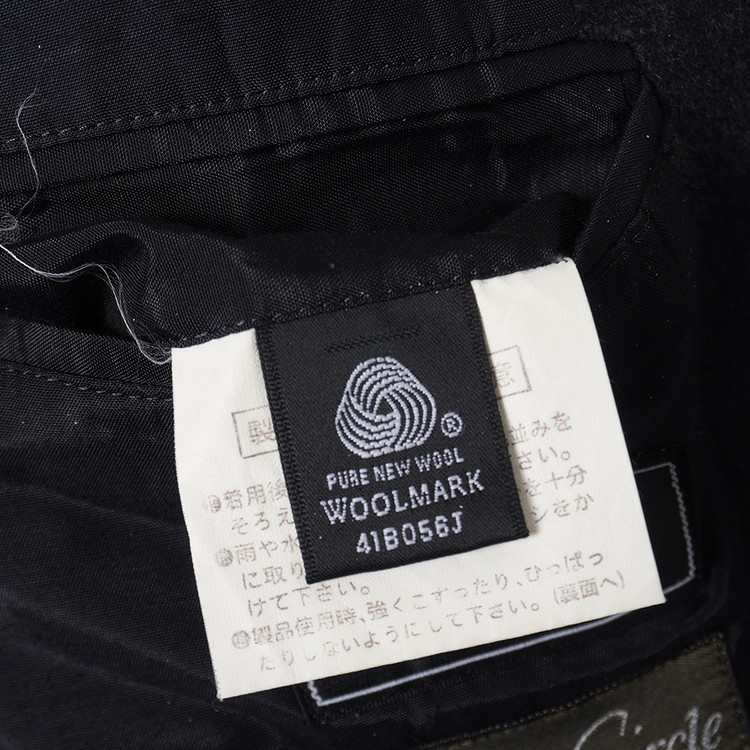 ®
PURE NEW WOOL
WOOLMARK
41B056J
製 意
着用後 並みを
そろえ さい。
雨や水 を十分
に取り ンをか
けて下さい。
製品使用時、強くこすったり、ひっぱっ
たりしないようにして下さい。(裏面へ)
Circle